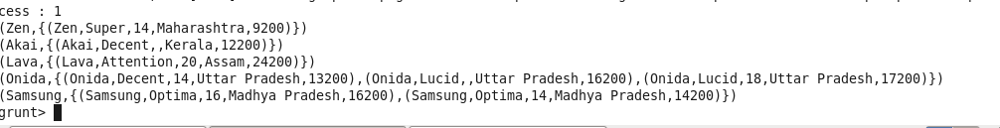 cess : 1
(Zen,{(Zen,Super,14,Maharashtra,9200)})
(Akai,{(Akai,Decent,,Kerala,12200)})
(Lava,{(Lava,Attention,20,Assam,24200)})
(Onida,{(Onida,Decent,14,Uttar Pradesh,13200),(Onida,Lucid,,Uttar Pradesh,16200),(Onida,Lucid,18,Uttar Pradesh,17200)})
(Samsung,{(Samsung,Optima,16,Madhya Pradesh,16200),(Samsung,Optima,14,Madhya Pradesh,14200)})
grunt>